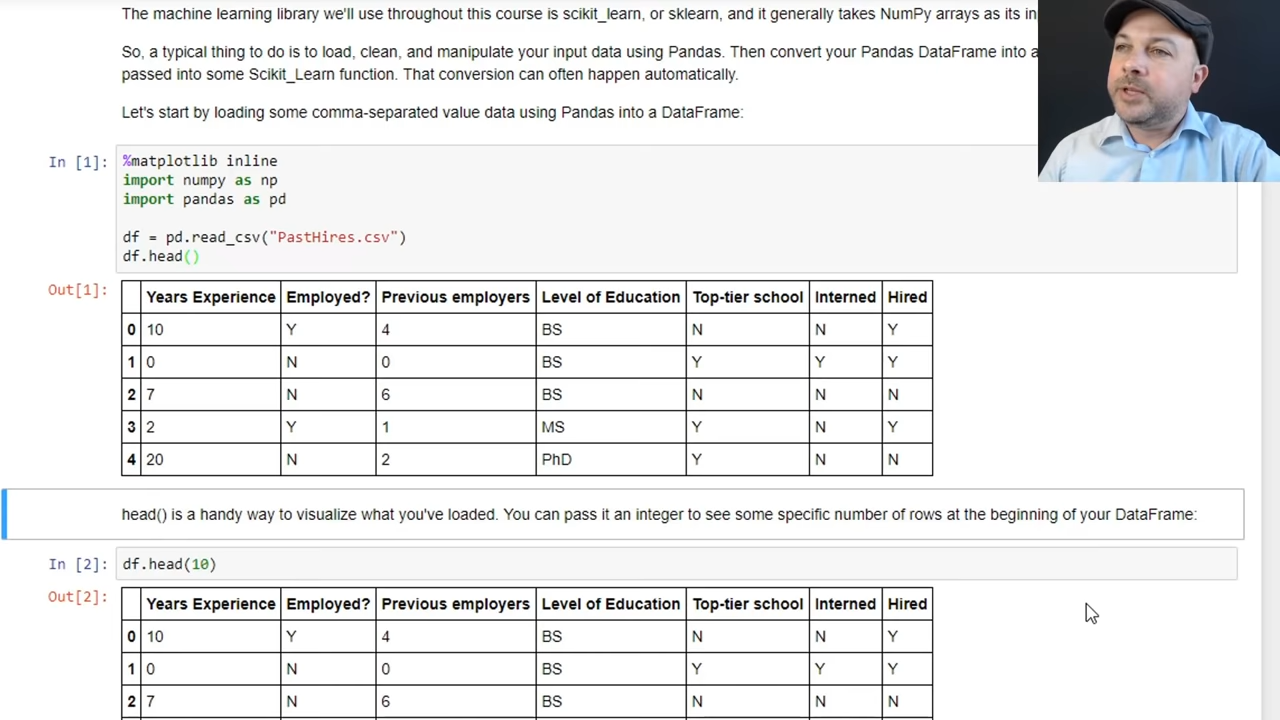 The machine learning library we'll use throughout this course is scikit_learn, or sklearn, and it generally takes NumPy arrays as its
So, a typical thing to do is to load, clean, and manipulate your input data using Pandas. Then convert your Pandas DataFrame into a
passed into some Scikit_Learn function. That conversion can often happen automatically.
Let's start by loading some comma-separated value data using Pandas into a DataFrame:
In [1]: %matplotlib inline
import numpy as np
import pandas as pd
df = pd.read_csv("PastHires.csv")
df.head()
Out[1]:
Years Experience Employed? Previous employers Level of Education Top-tier school Interned Hired
0 10 Y 4 BS N N Y
1 0 N 0 BS Y Y Y
2 7 N 6 BS N N N
3 2 Y 1 MS Y N Y
4 20 N 2 PhD Y N N
head() is a handy way to visualize what you've loaded. You can pass it an integer to see some specific number of rows at the beginning of your DataFrame:
In [2]: df.head(10)
Out[2]:
Years Experience Employed? Previous employers Level of Education Top-tier school Interned Hired
0 10 Y 4 BS N N Y
1 0 N 0 BS Y Y Y
2 7 N 6 BS N N N